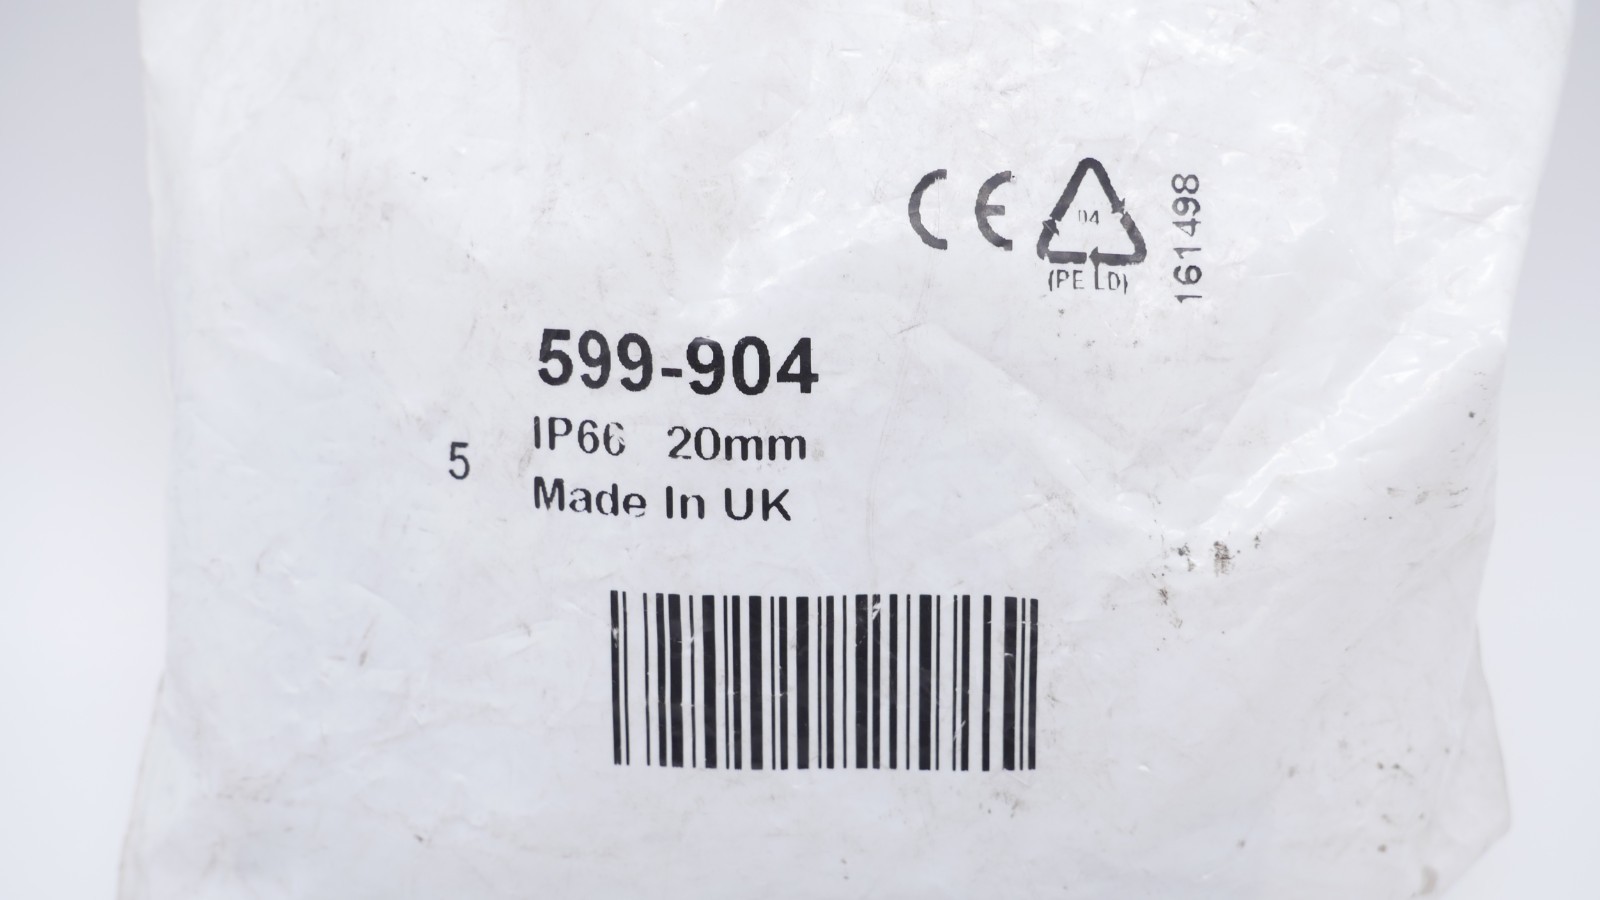 CE
04
(PE LD)
161498
599-904
IP66 20mm
5
Made In UK